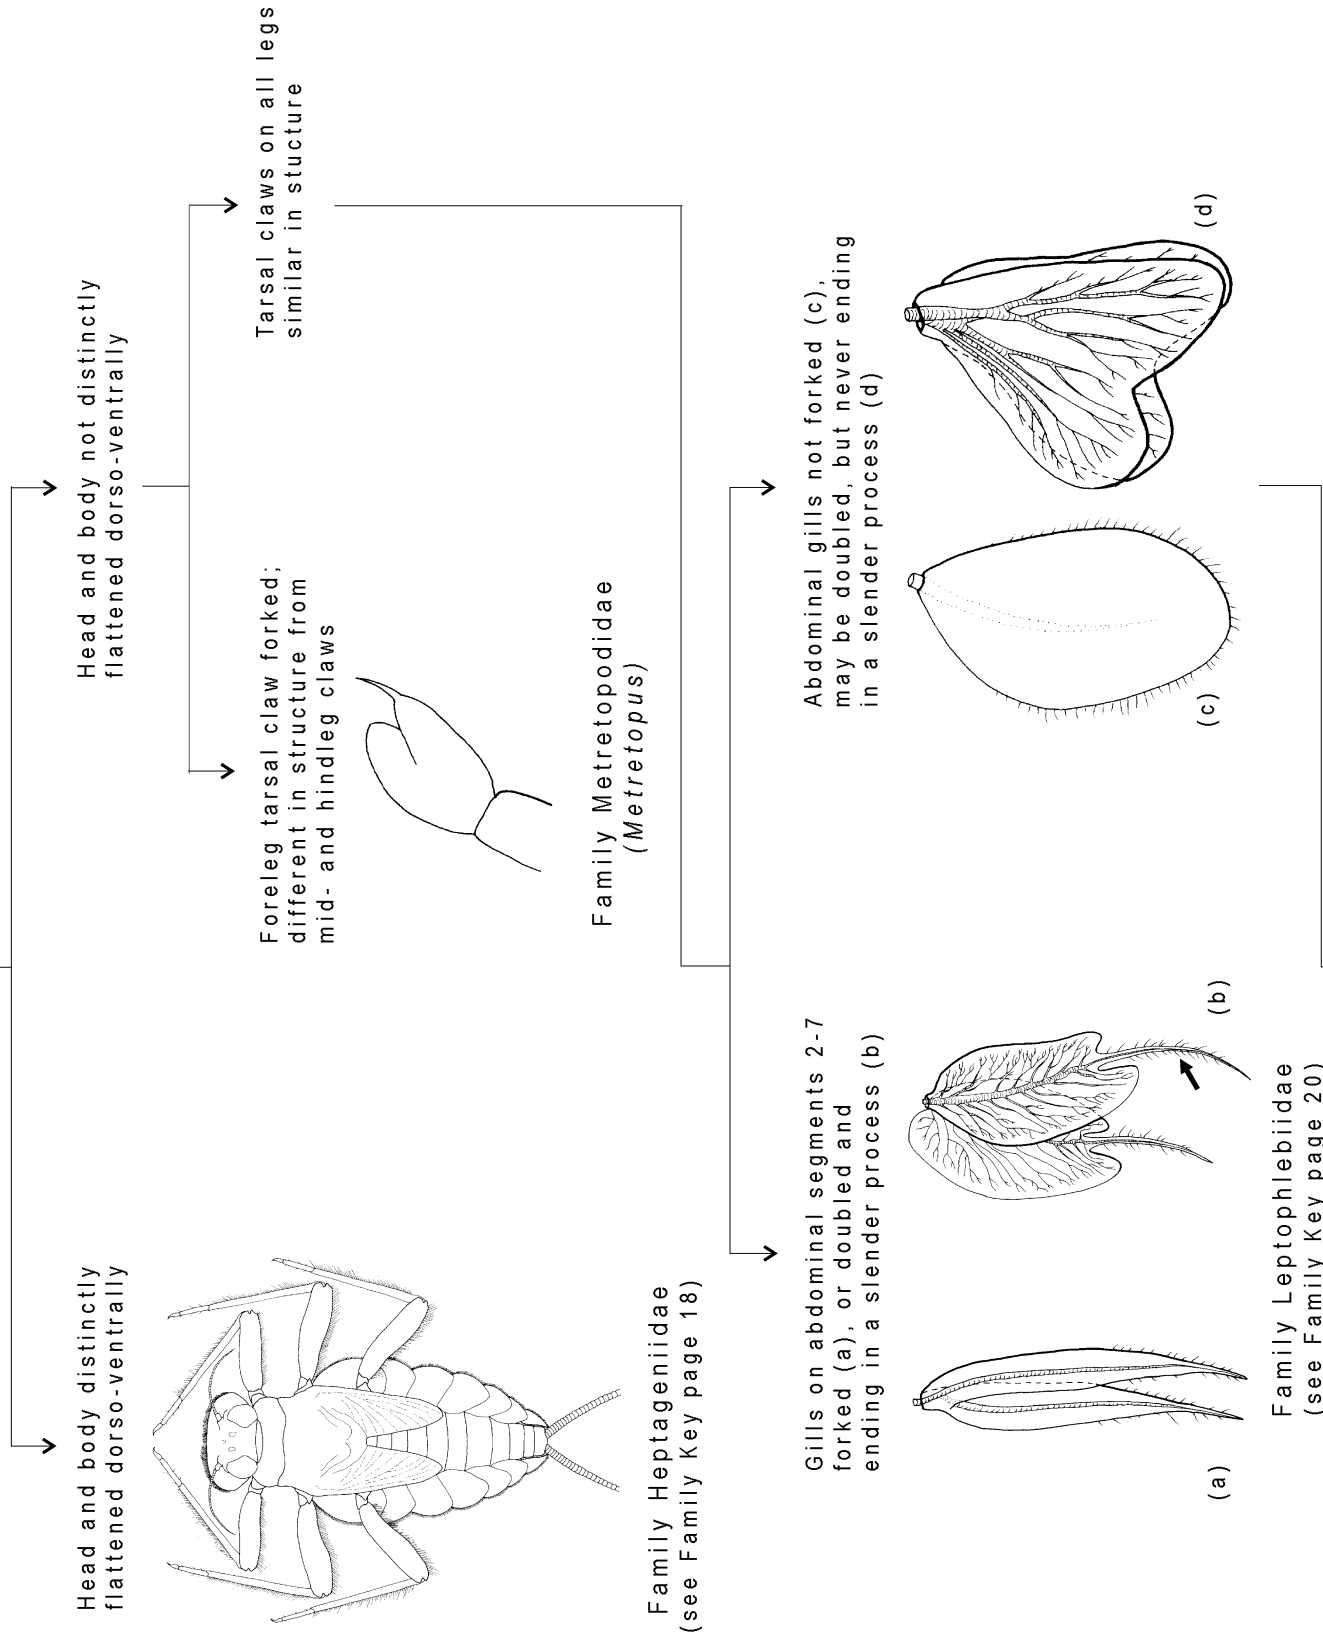 Head and body distinctly
flattened dorso-ventrally
Family Heptageniidae
(see Family Key page 18)
Head and body not distinctly
flattened dorso-ventrally
Foreleg tarsal claw forked;
different in structure from
mid- and hindleg claws
Family Metretopodidae
(Metretopus)
Tarsal claws on all legs
similar in stucture
Gills on abdominal segments 2-7
forked (a), or doubled and
ending in a slender process (b)
(a)
(b)
Family Leptophlebiidae
(see Family Key page 20)
Abdominal gills not forked (c),
may be doubled, but never ending
in a slender process (d)
(c)
(d)